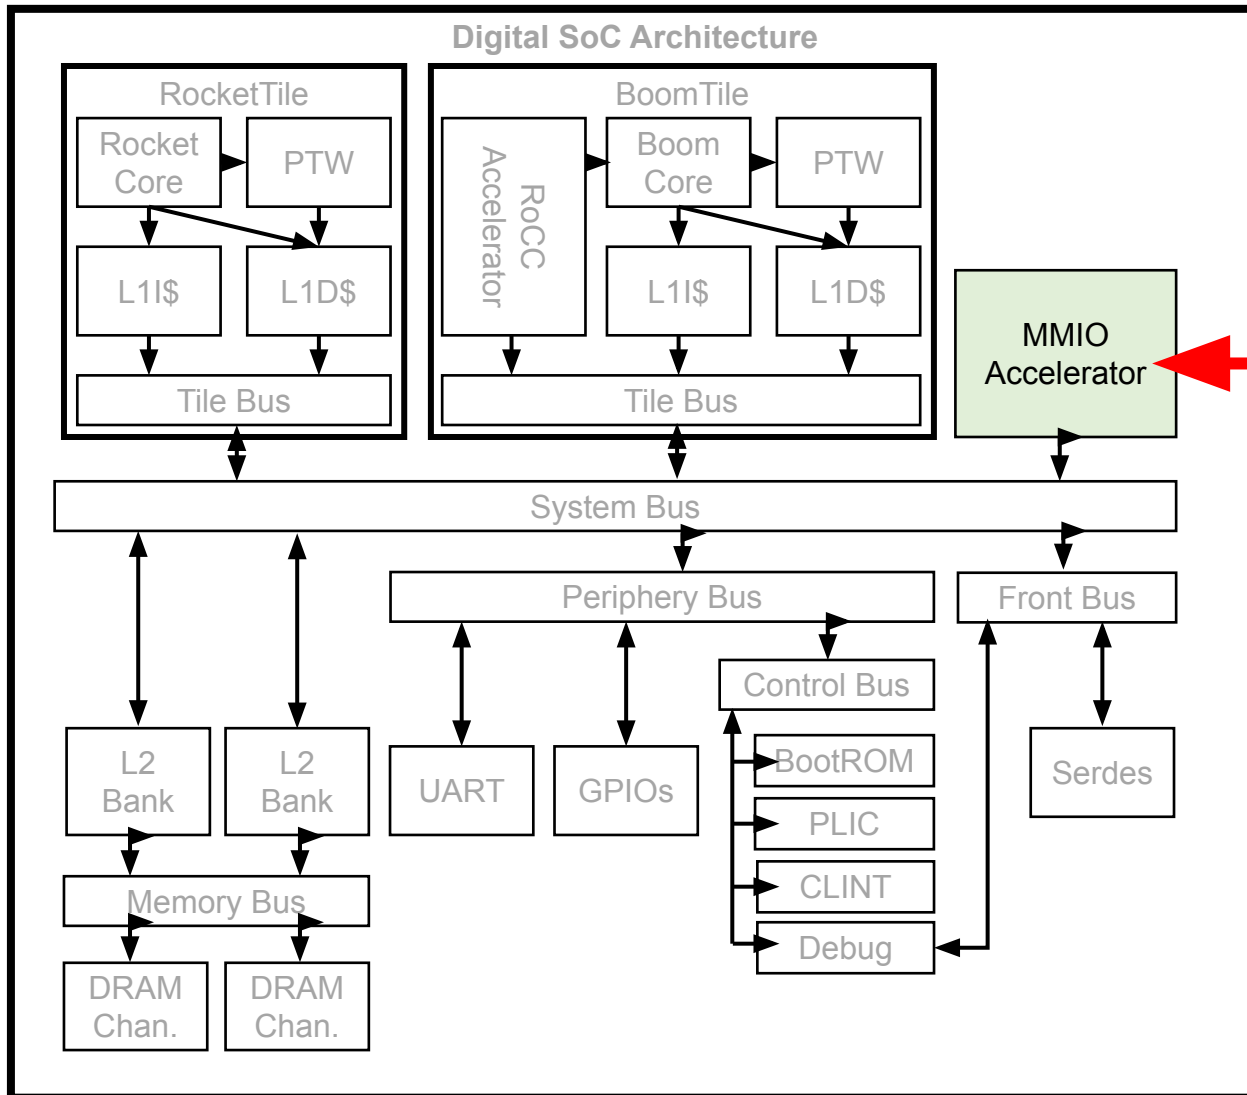 Digital SoC Architecture
RocketTile
Rocket
Core
PTW
L1I$
L1D$
Tile Bus
BoomTile
RoCC
Accelerator
Boom
Core
PTW
L1I$
L1D$
Tile Bus
MMIO
Accelerator
System Bus
Periphery Bus
Front Bus
Control Bus
L2
Bank
L2
Bank
UART
GPIOs
BootROM
PLIC
CLINT
Debug
Serdes
Memory Bus
DRAM
Chan.
DRAM
Chan.